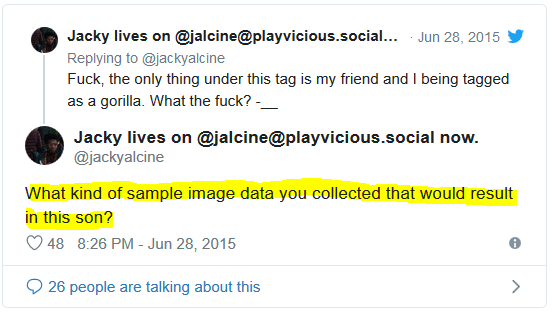 Jacky lives on @jalcine@playvicious.social... · Jun 28, 2015
Replying to @jackyalcine
Fuck, the only thing under this tag is my friend and I being tagged
as a gorilla. What the fuck? -__
Jacky lives on @jalcine@playvicious.social now.
@jackyalcine
What kind of sample image data you collected that would result
in this son?
48 8:26 PM - Jun 28, 2015
26 people are talking about this